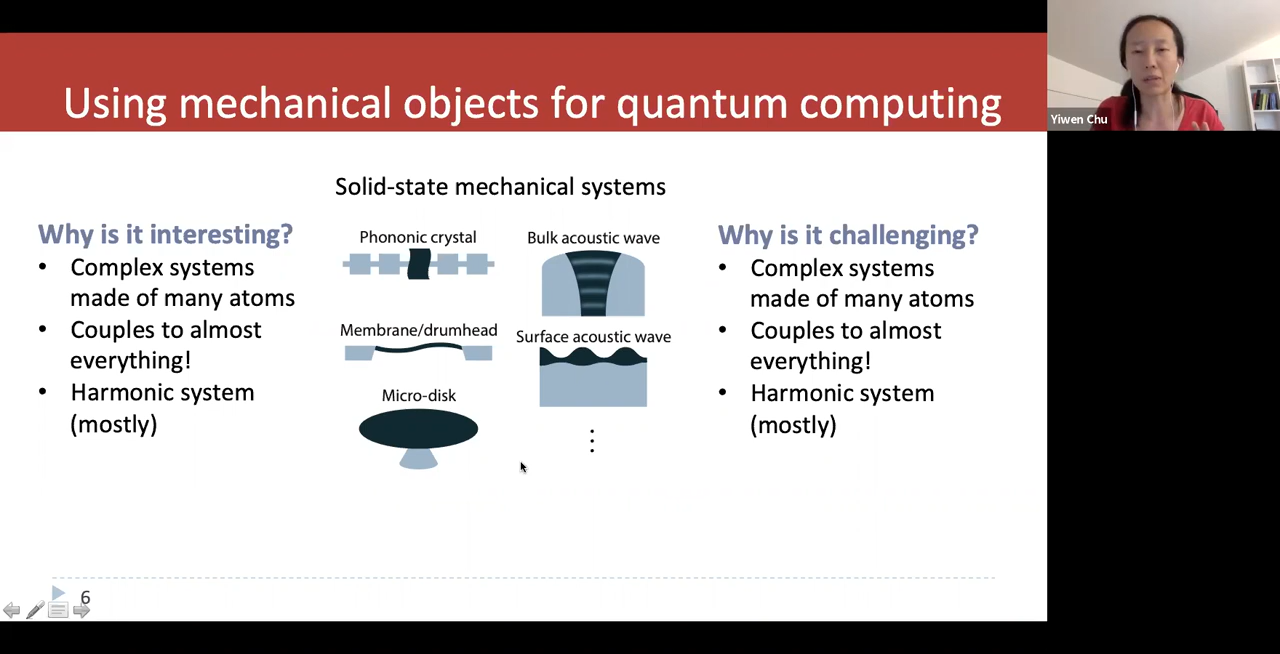 Using mechanical objects for quantum computing
Yiwen Chu
Solid-state mechanical systems
Why is it interesting?
• Complex systems
made of many atoms
• Couples to almost
everything!
• Harmonic system
(mostly)
Phononic crystal
Bulk acoustic wave
Membrane/drumhead
Surface acoustic wave
Micro-disk
Why is it challenging?
• Complex systems
made of many atoms
• Couples to almost
everything!
• Harmonic system
(mostly)
6